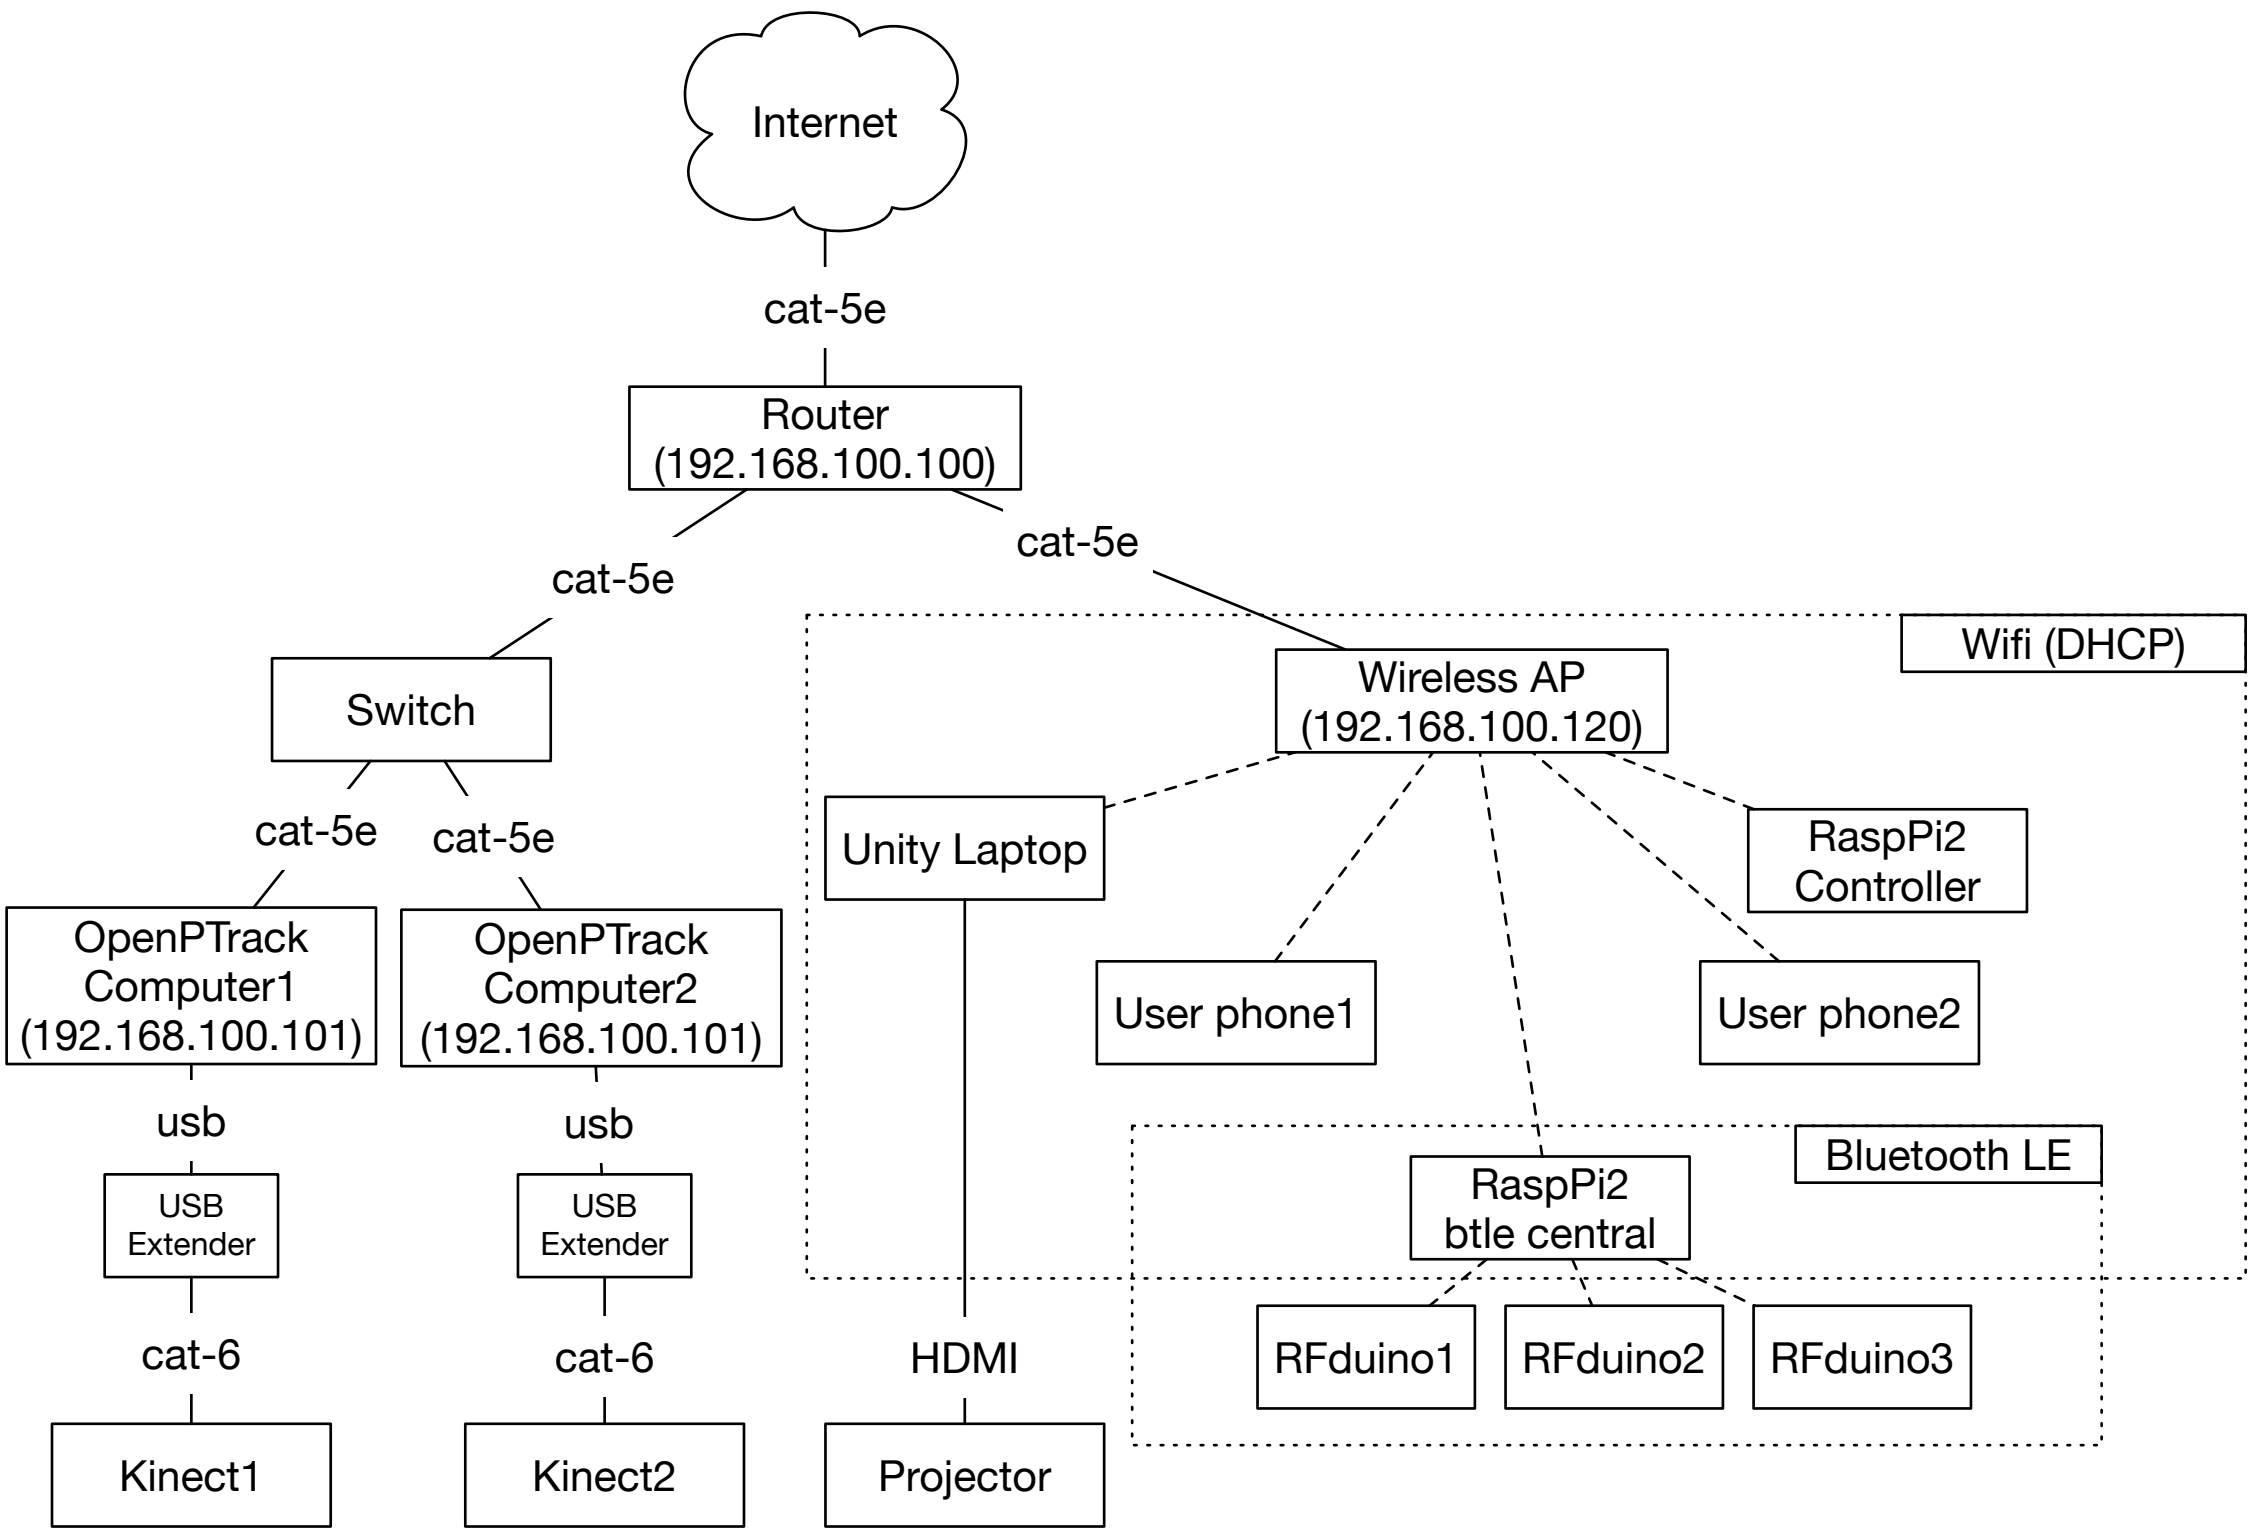 Internet
cat-5e
Router
(192.168.100.100)
cat-5e
cat-5e
Wifi (DHCP)
Switch
Wireless AP
(192.168.100.120)
cat-5e
cat-5e
Unity Laptop
RaspPi2
Controller
OpenPTrack
Computer1
(192.168.100.101)
OpenPTrack
Computer2
(192.168.100.101)
User phone1
User phone2
usb
usb
Bluetooth LE
USB
Extender
USB
Extender
RaspPi2
btle central
cat-6
cat-6
HDMI
RFduino1
RFduino2
RFduino3
Kinect1
Kinect2
Projector